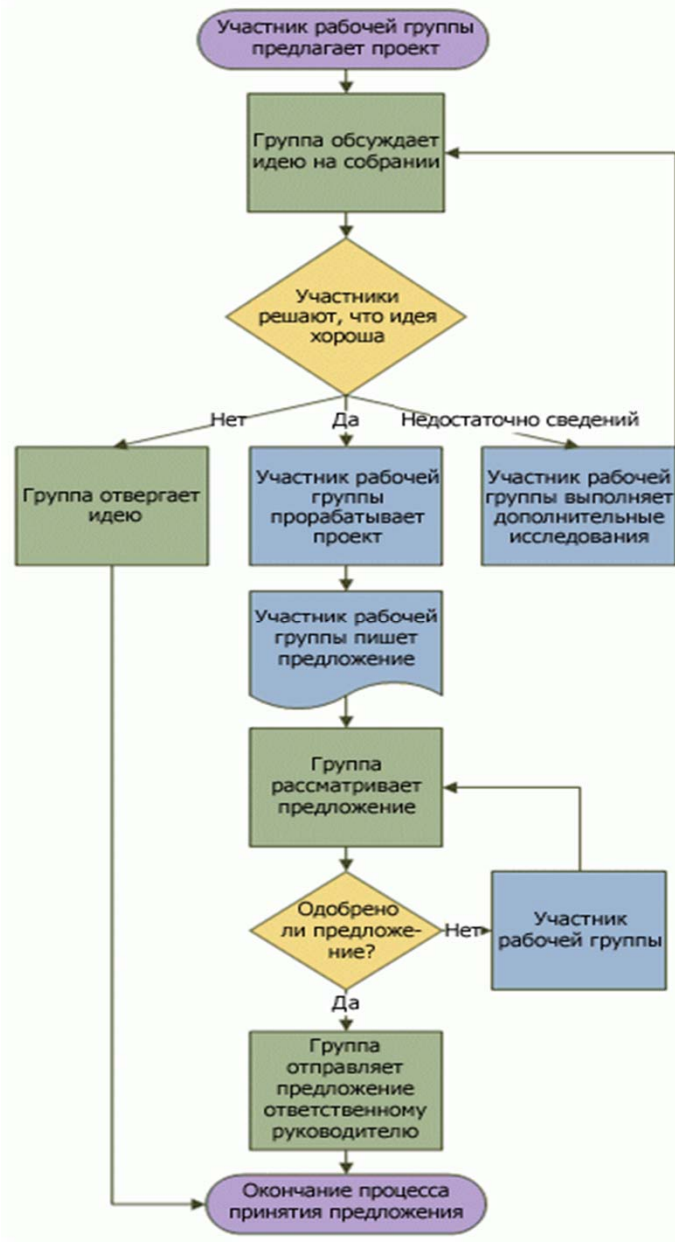 Участник рабочей группы
предлагает проект
Группа обсуждает
идею на собрании
Участники
решают, что идея
хороша
Нет
Да
Недостаточно сведений
Группа отвергает
идею
Участник рабочей
группы
прорабатывает
проект
Участник рабочей
группы выполняет
дополнительные
исследования
Участник рабочей
группы пишет
предложение
Группа
рассматривает
предложение
Одобрено
ли предложе-
ние?
Нет
Участник
рабочей группы
Да
Группа
отправляет
предложение
ответственному
руководителю
Окончание процесса
принятия предложения